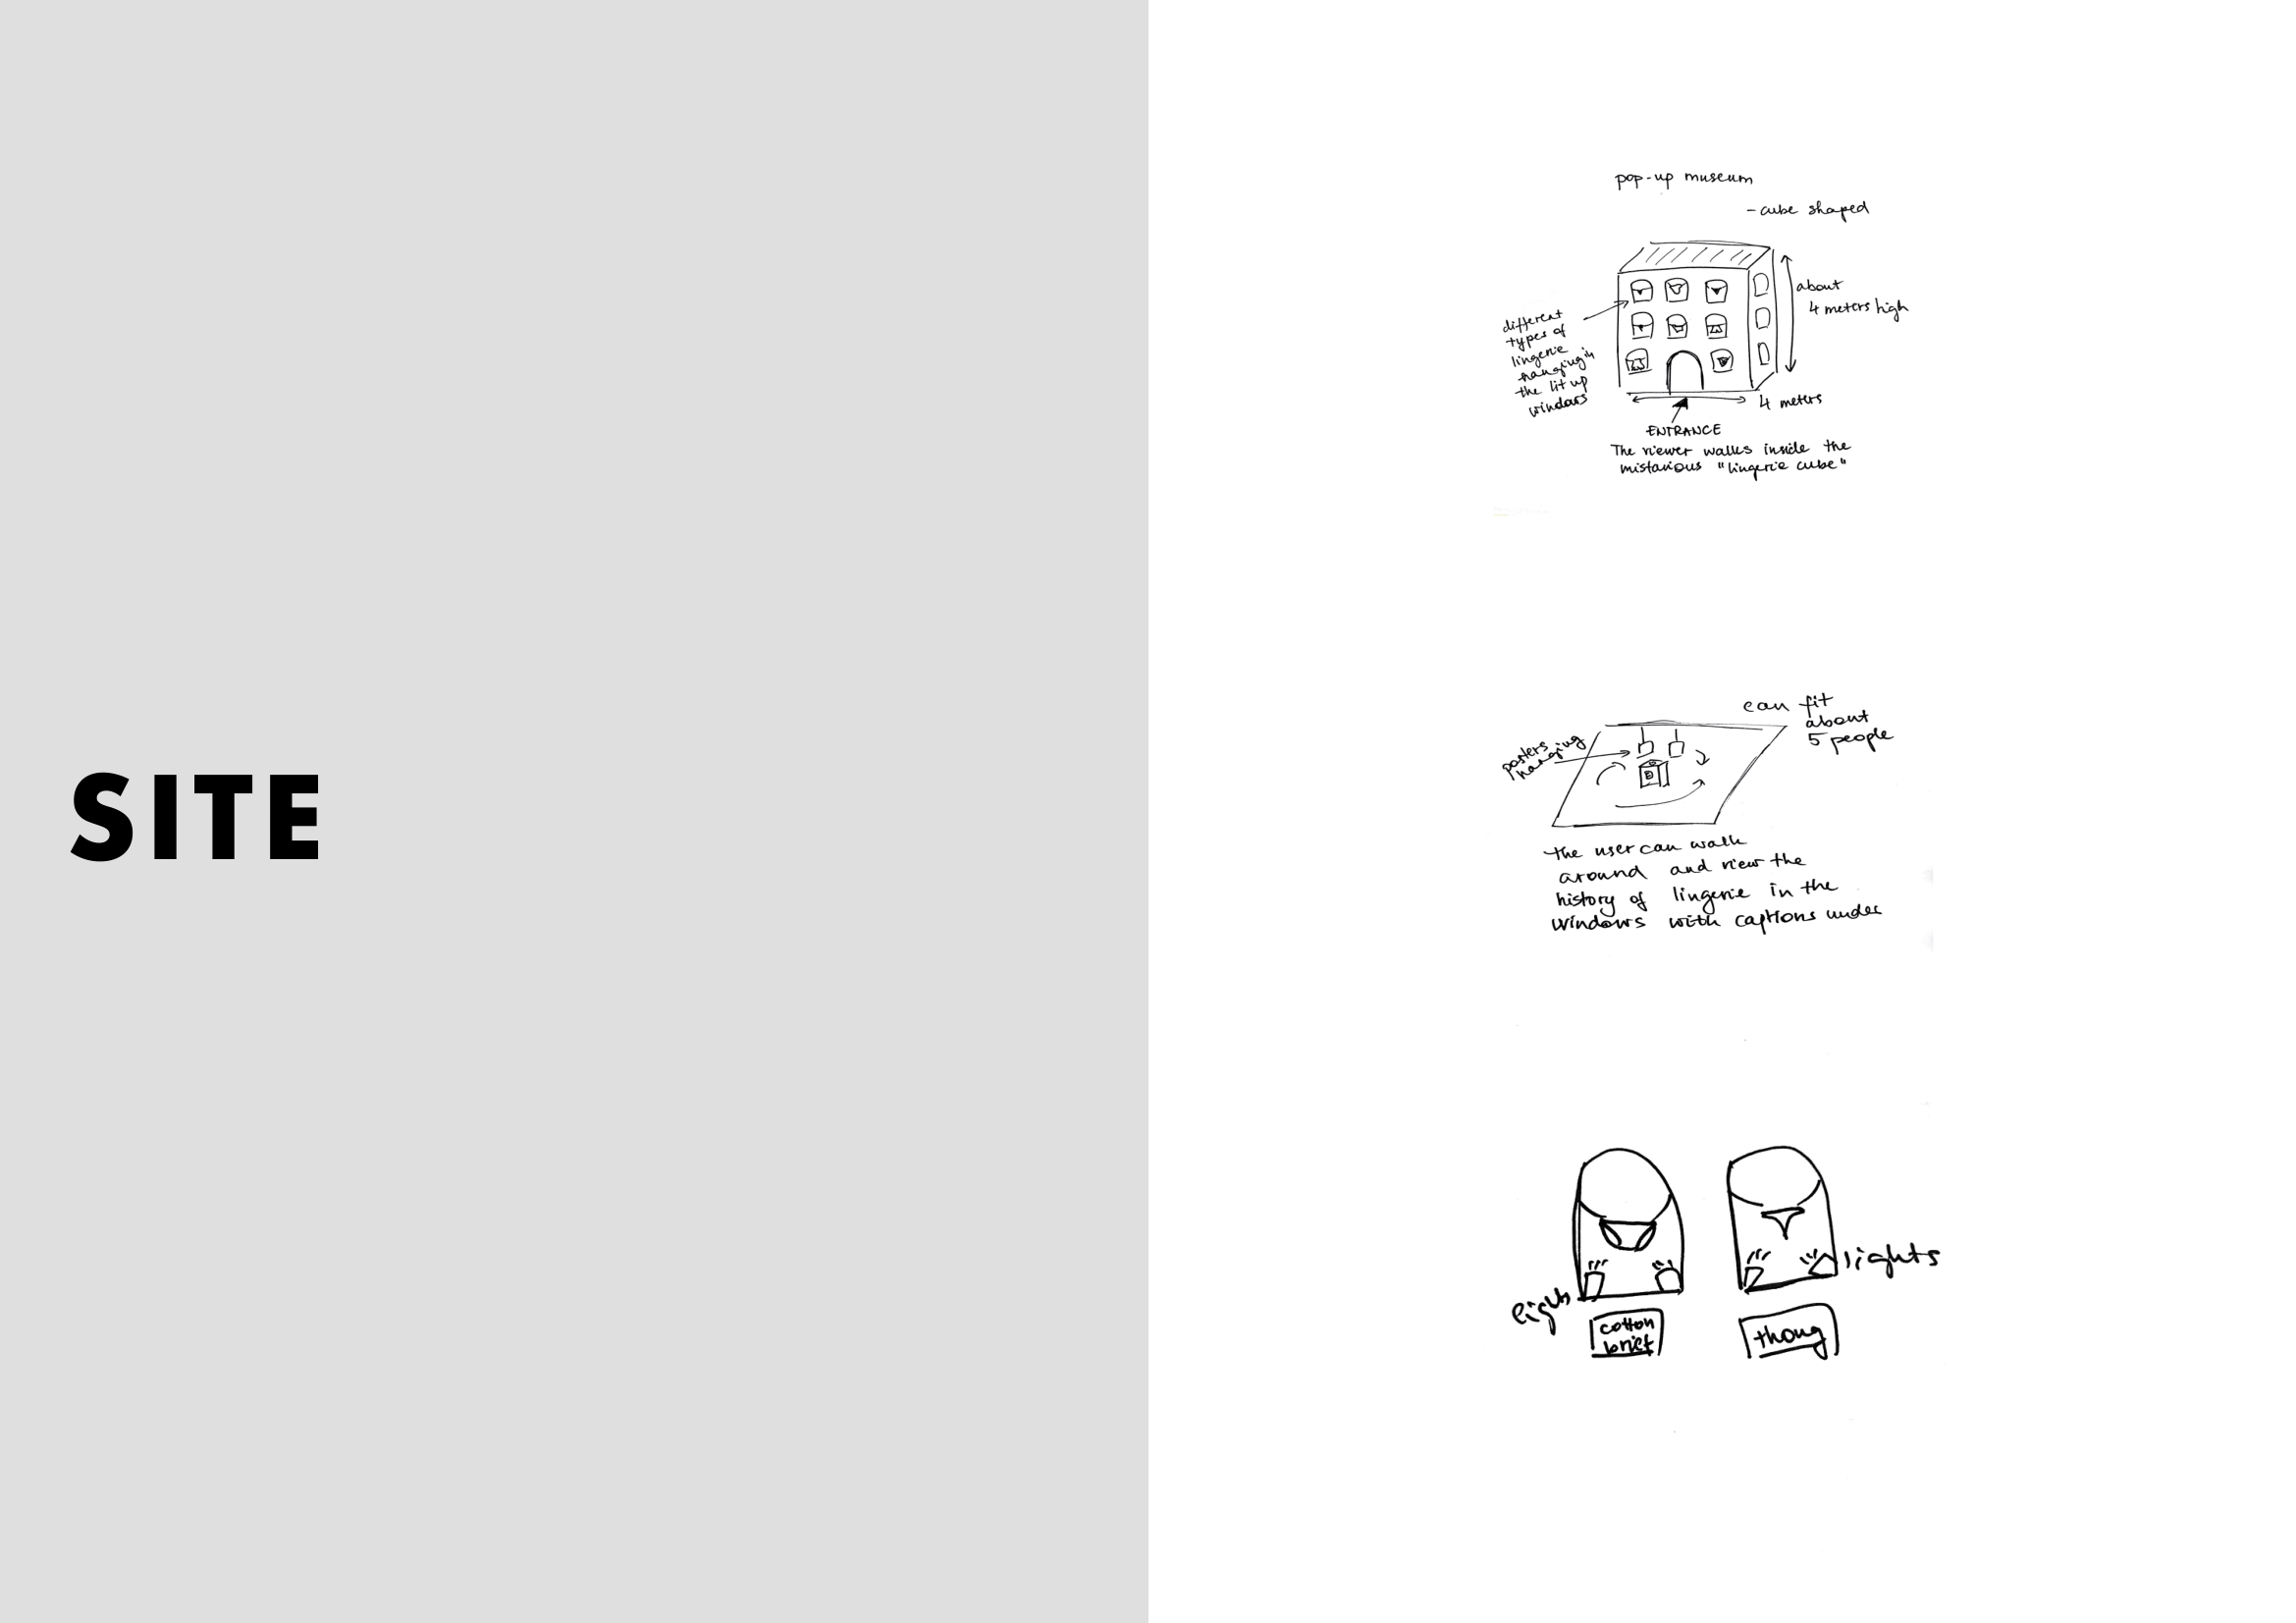 SITE
pop-up museum
- cube shaped
different
types of
lingerie
hanging in
the lit up
windows
about
4 meters high
4 meters
ENTRANCE
The viewer walks inside the
mistarious "lingerie cube"
can fit
about
5 people
posters
hanging
the user can walk
around and view the
history of lingerie in the
windows with captions under
lights
cotton
brief
thong